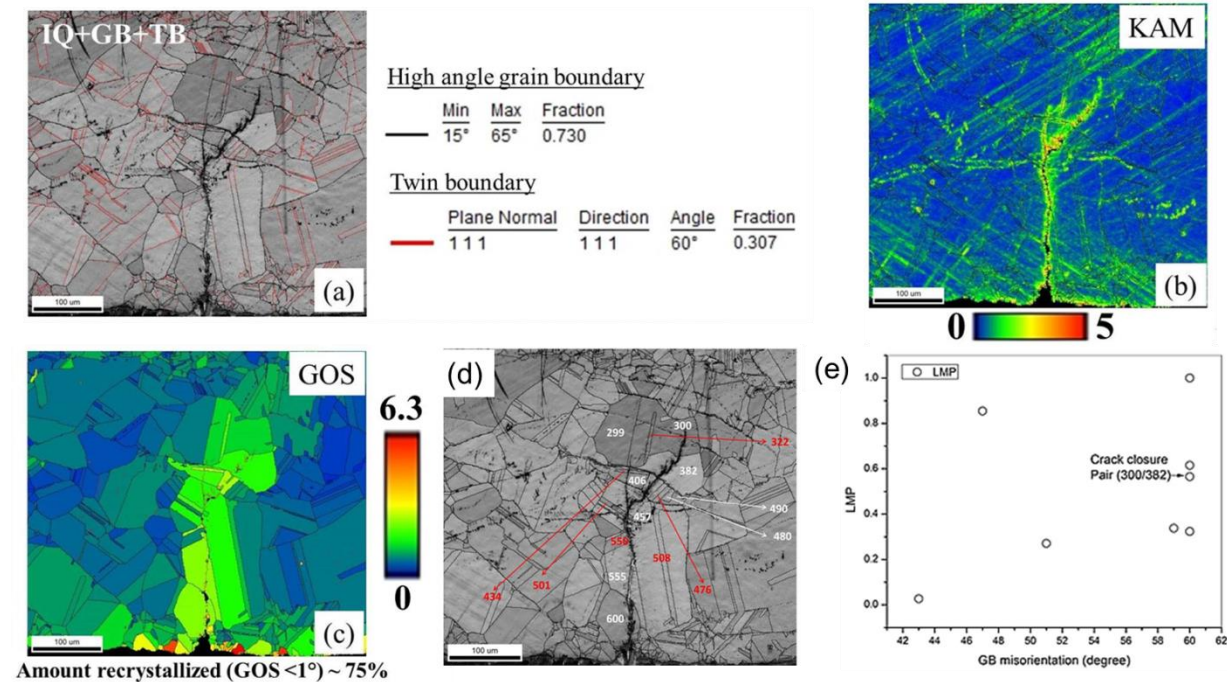 IQ+GB+TB
(a)
100 um
High angle grain boundary
Min Max Fraction
15° 65° 0.730
Twin boundary
Plane Normal Direction Angle Fraction
1 1 1 1 1 1 60° 0.307
KAM
(b)
100 um
0 5
GOS
(c)
100 um
6.3
0
Amount recrystallized (GOS <1°) ~ 75%
(d)
299
300
322
382
406
490
457
480
556
508
501
434
555
476
600
100 um
(e)
LMP
1.0
0.8
0.6
0.4
0.2
0.0
LMP
Crack closure
Pair (300/382)
42 44 46 48 50 52 54 56 58 60 62
GB misorientation (degree)